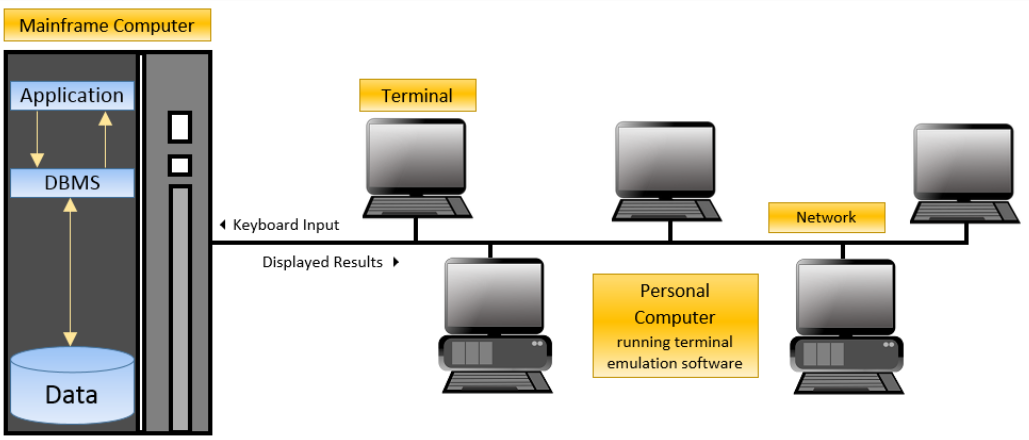 Mainframe Computer
Application
DBMS
Data
Terminal
Keyboard Input
Displayed Results
Network
Personal
Computer
running terminal
emulation software